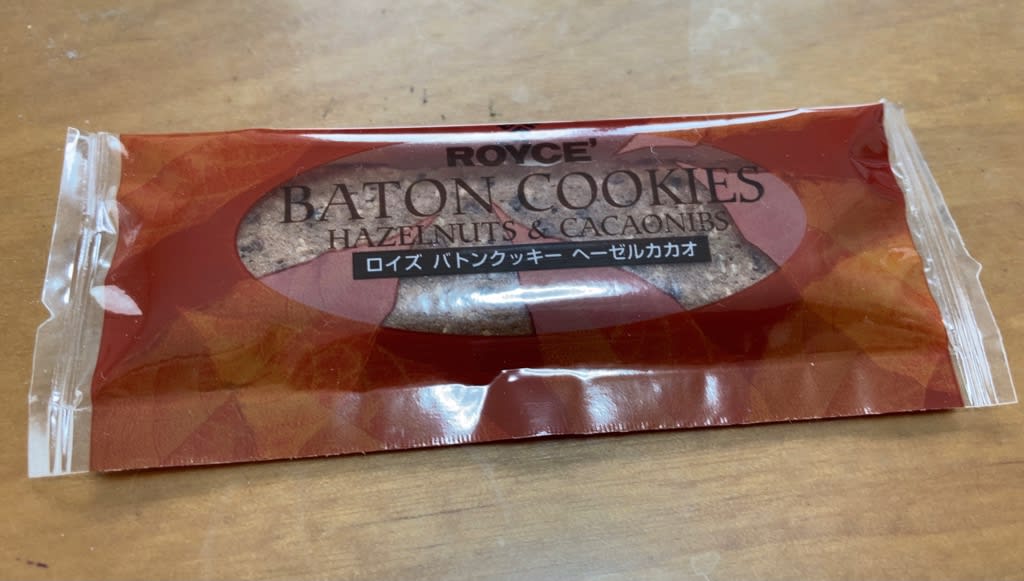 ROYCE'
BATON COOKIES
HAZELNUTS & CACAONIBS
ロイズ バトンクッキー ヘーゼルカカオ